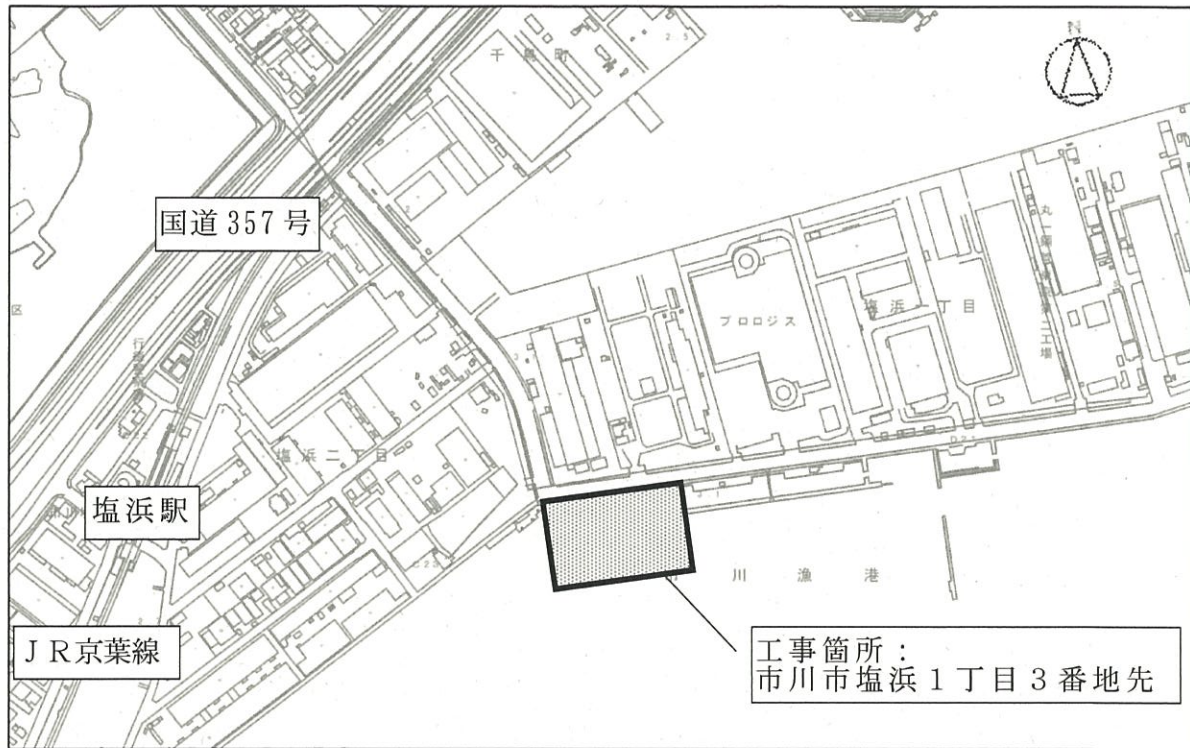 N
千鳥町
国道357号
プロロジス
塩浜一丁目
塩浜二丁目
塩浜駅
川漁港
JR京葉線
工事箇所:
市川市塩浜1丁目3番地先